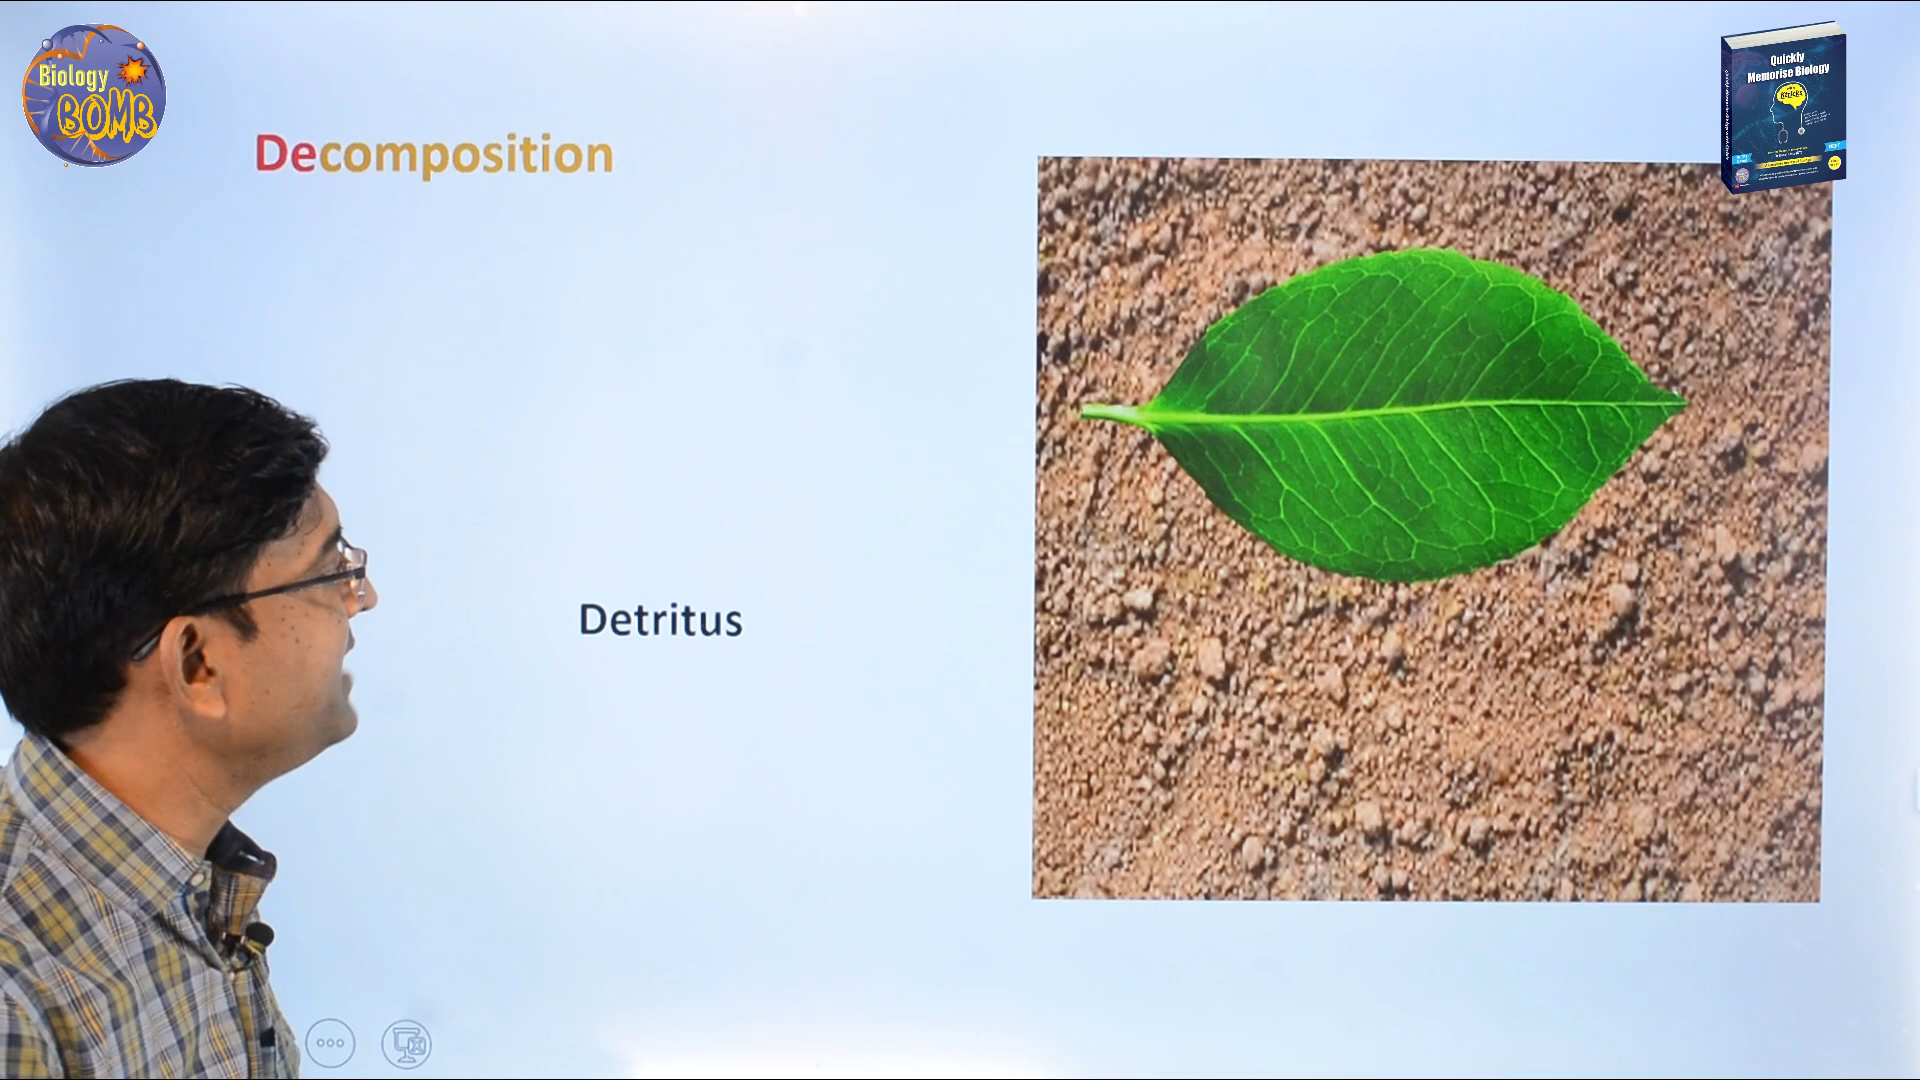 Biology
BOMB
Decomposition
Quickly
Memorise Biology
Detritus